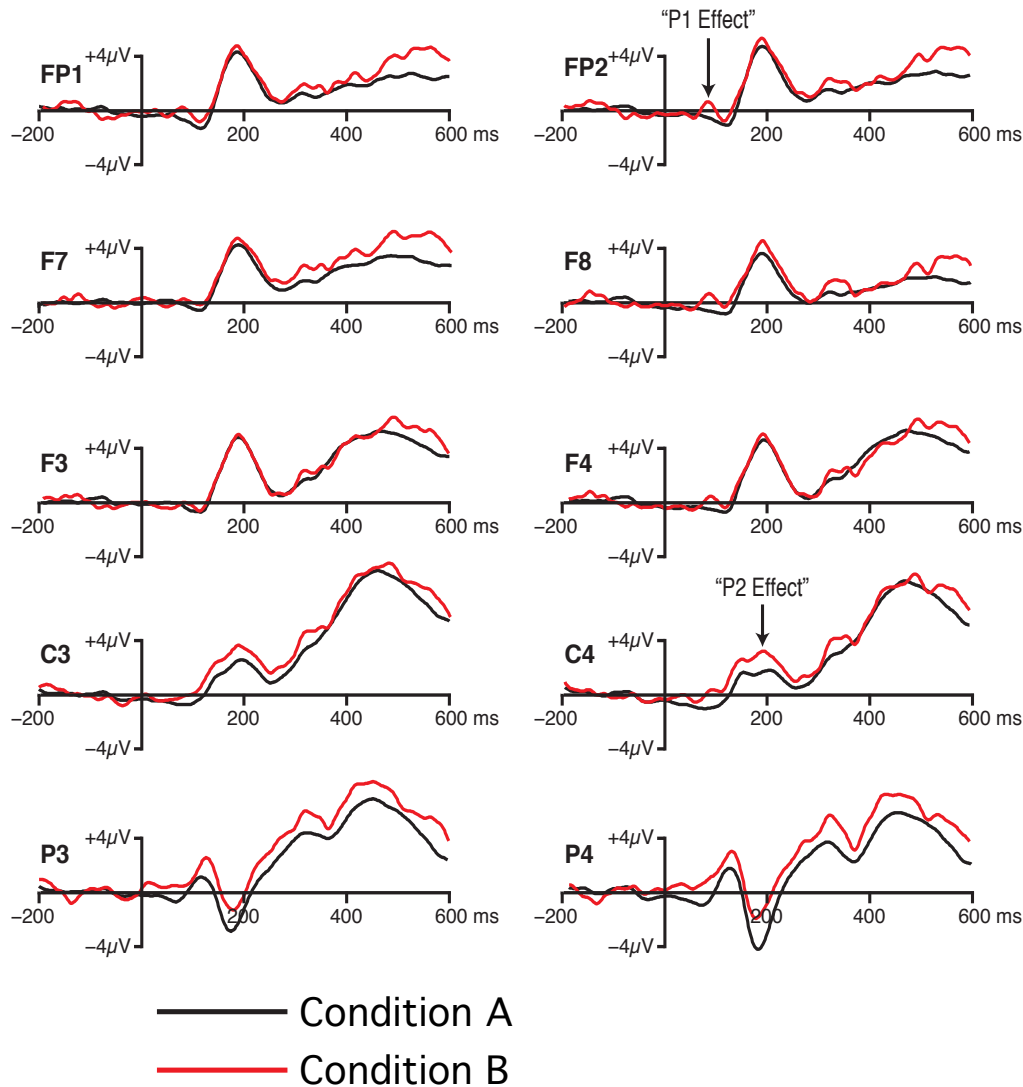 "P1 Effect"
FP1
+4µV
−4µV
−200
200
400
600 ms
FP2
+4µV
−4µV
−200
200
400
600 ms
F7
+4µV
−4µV
−200
200
400
600 ms
F8
+4µV
−4µV
−200
200
400
600 ms
F3
+4µV
−4µV
−200
200
400
600 ms
F4
+4µV
−4µV
−200
200
400
600 ms
C3
+4µV
−4µV
−200
200
400
600 ms
"P2 Effect"
C4
+4µV
−4µV
−200
200
400
600 ms
P3
+4µV
−4µV
−200
200
400
600 ms
P4
+4µV
−4µV
−200
200
400
600 ms
Condition A
Condition B